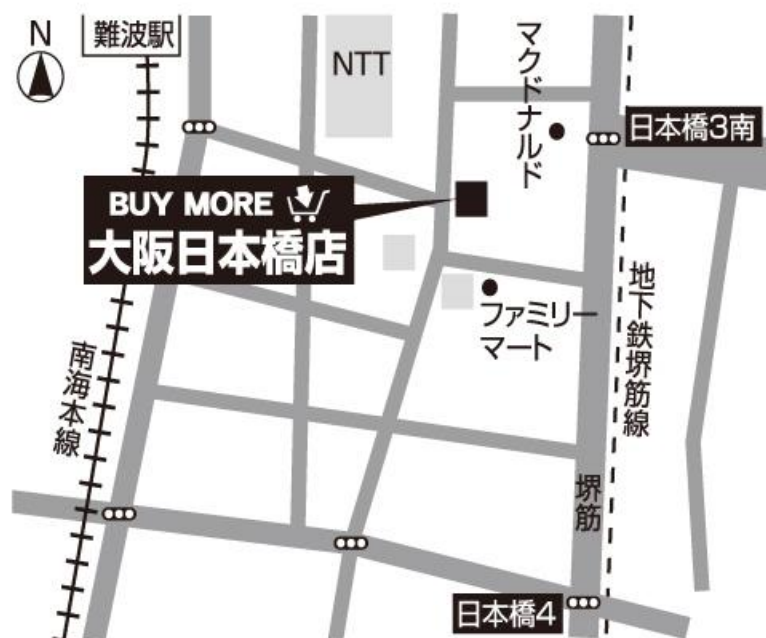 N
難波駅
NTT
マクドナルド
日本橋3南
BUY MORE
大阪日本橋店
ファミリー
マート
地下鉄堺筋線
南海本線
堺筋
日本橋4